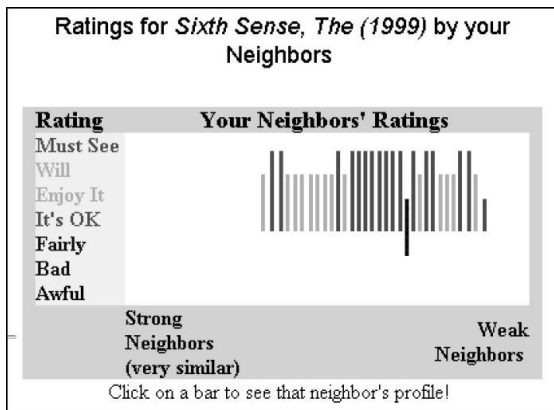 Ratings for Sixth Sense, The (1999) by your
Neighbors
Rating Your Neighbors' Ratings
Must See
Will
Enjoy It
It's OK
Fairly
Bad
Awful
Strong
Neighbors
(very similar)
Weak
Neighbors
Click on a bar to see that neighbor's profile!